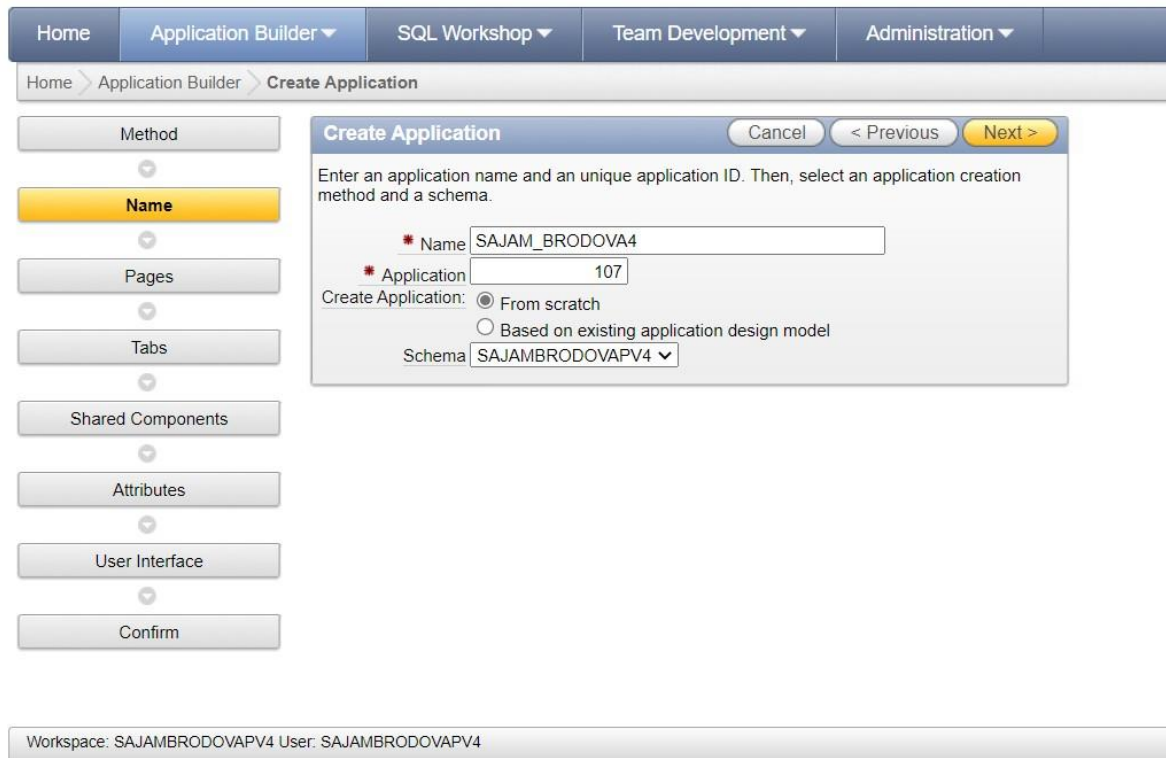 Home Application Builder SQL Workshop Team Development Administration
Home Application Builder Create Application
Method
Name
Pages
Tabs
Shared Components
Attributes
User Interface
Confirm
Create Application Cancel < Previous Next >
Enter an application name and an unique application ID. Then, select an application creation
method and a schema.
* Name SAJAM_BRODOVA4
* Application 107
Create Application: From scratch
Based on existing application design model
Schema SAJAMBRODOVAPV4
Workspace: SAJAMBRODOVAPV4 User: SAJAMBRODOVAPV4